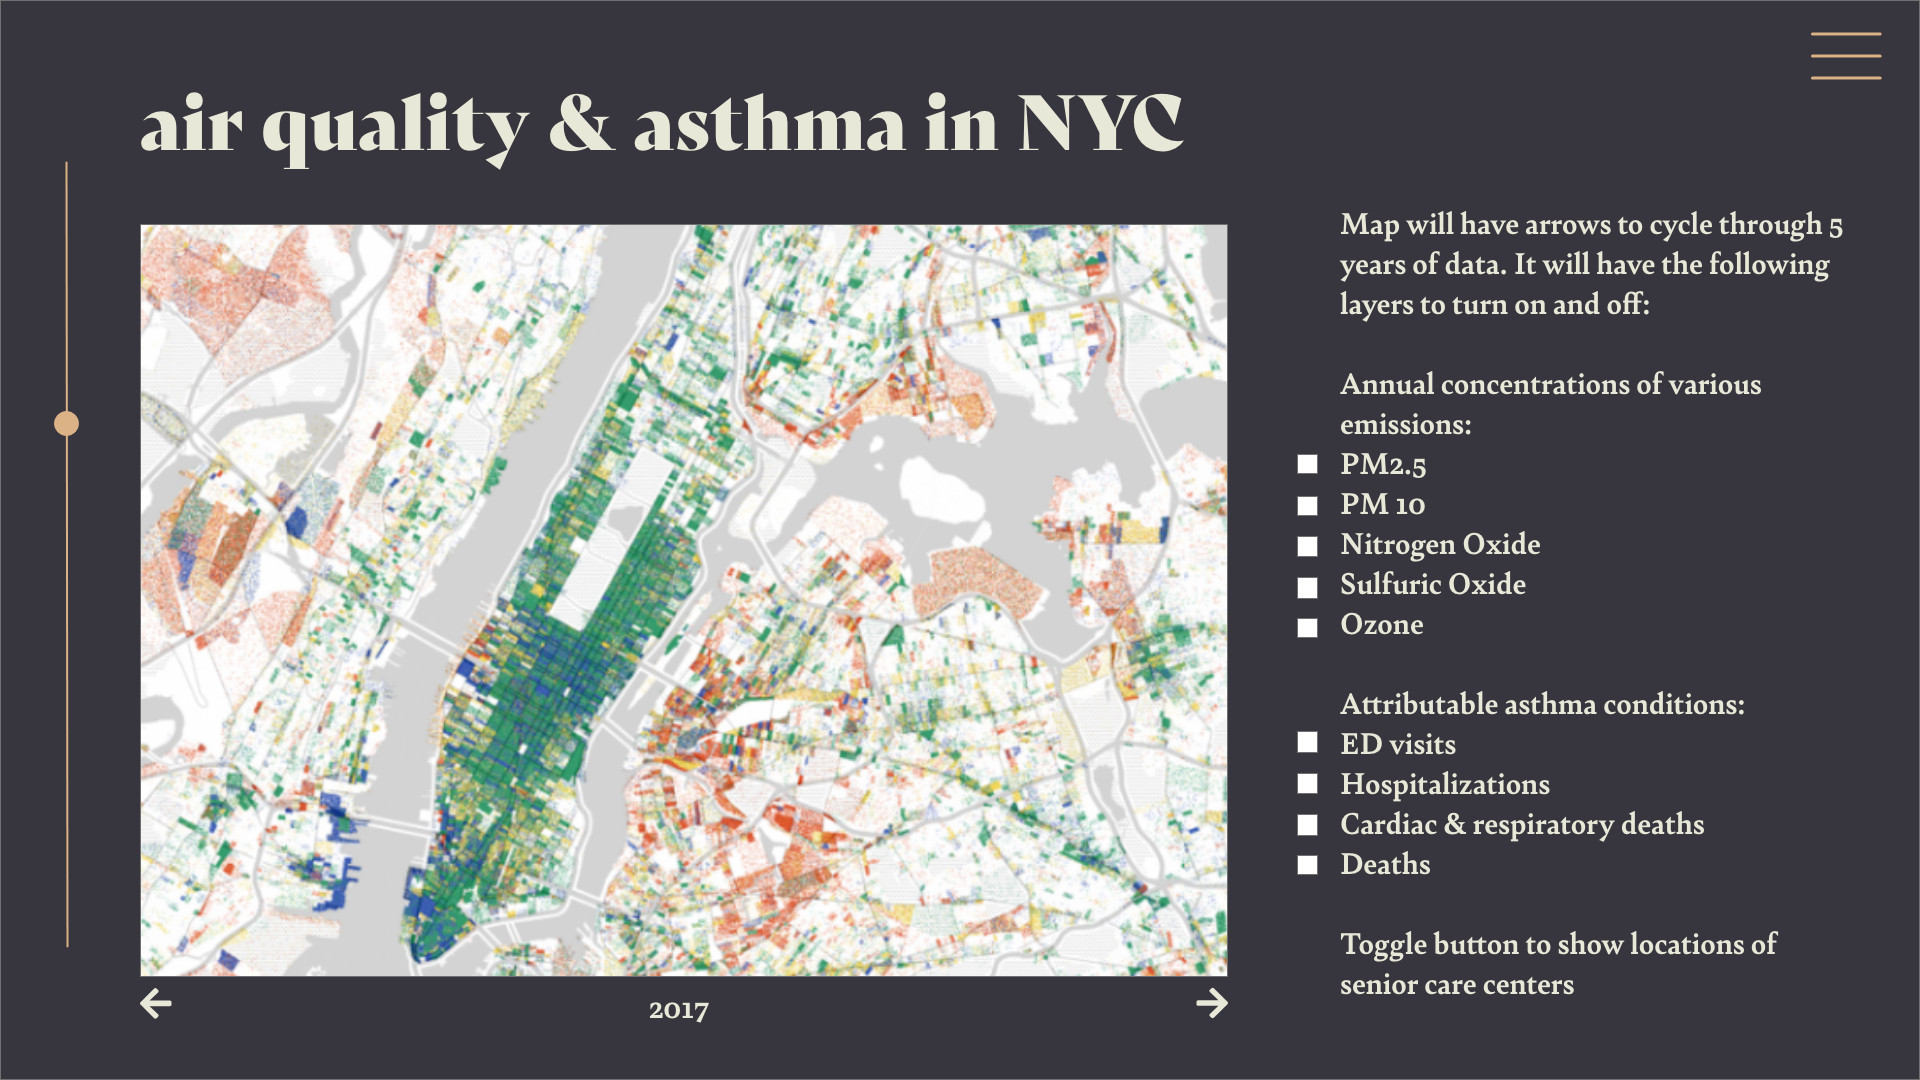 air quality & asthma in NYC
Map will have arrows to cycle through 5
years of data. It will have the following
layers to turn on and off:
Annual concentrations of various
emissions:
PM2.5
PM 10
Nitrogen Oxide
Sulfuric Oxide
Ozone
Attributable asthma conditions:
ED visits
Hospitalizations
Cardiac & respiratory deaths
Deaths
Toggle button to show locations of
senior care centers
2017